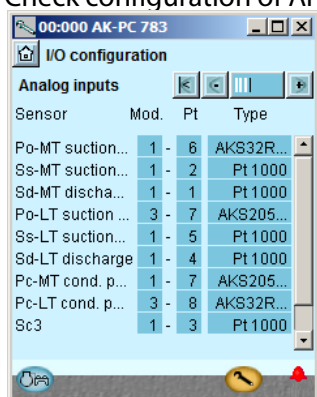 Check configuration of
00:000 AK-PC 783
I/O configuration
Analog inputs
Sensor Mod. Pt Type
Po-MT suction... 1 - 6 AKS32R...
Ss-MT suction... 1 - 2 Pt 1000
Sd-MT discha... 1 - 1 Pt 1000
Po-LT suction ... 3 - 7 AKS205...
Ss-LT suction... 1 - 5 Pt 1000
Sd-LT discharge 1 - 4 Pt 1000
Pc-MT cond. p... 1 - 7 AKS205...
Pc-LT cond. p... 3 - 8 AKS32R...
Sc3 1 - 3 Pt 1000